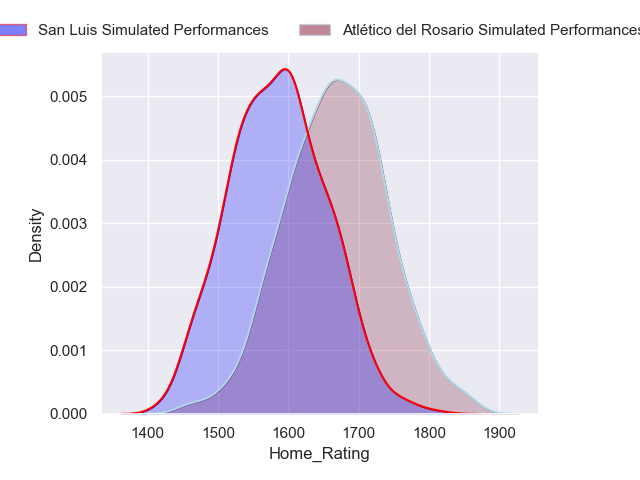 San Luis Simulated Performances Atlético del Rosario Simulated Performances
Density
0.005
0.004
0.003
0.002
0.001
0.000
1400 1500 1600 1700 1800 1900
Home_Rating